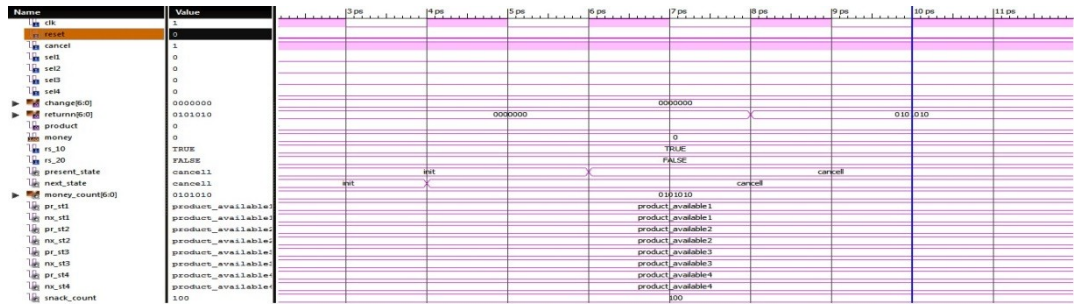 Name Value 3 ps 4 ps 5 ps 6 ps 7 ps 8 ps 9 ps 10 ps 11 ps
clk 1
reset 0
cancel 1
sel1 0
sel2 0
sel3 0
sel4 0
change[6:0] 0000000 0000000
returnn[6:0] 0101010 0000000 0101010
product 0
money 0 0
rs_10 TRUE TRUE
rs_20 FALSE FALSE
present_state cancell init cancell
next_state cancell init cancell
money_count[6:0] 0101010 0101010
pr_st1 product_available1 product_available1
nx_st1 product_available1 product_available1
pr_st2 product_available2 product_available2
nx_st2 product_available2 product_available2
pr_st3 product_available3 product_available3
nx_st3 product_available3 product_available3
pr_st4 product_available4 product_available4
nx_st4 product_available4 product_available4
snack_count 100 100